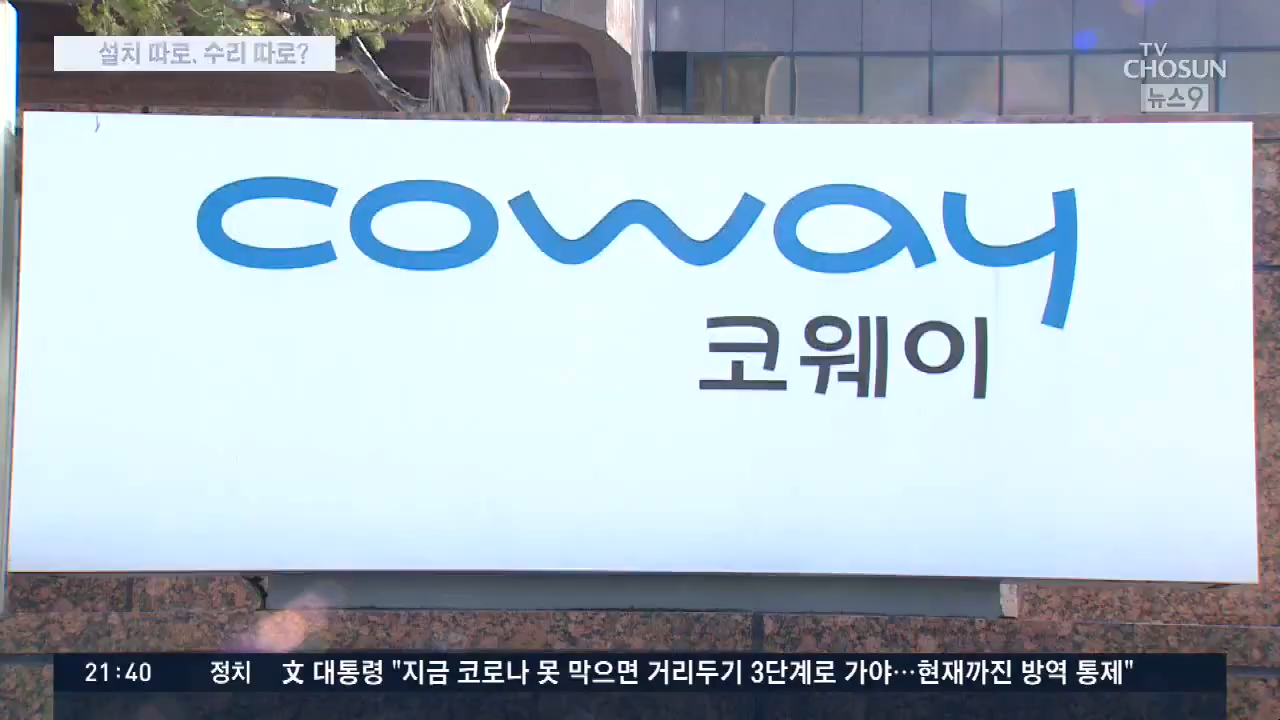 설치 따로, 수리 따로?
TV
CHOSUN
뉴스9
coway
코웨이
21:40 정치 文 대통령 "지금 코로나 못 막으면 거리두기 3단계로 가야…현재까진 방역 통제"